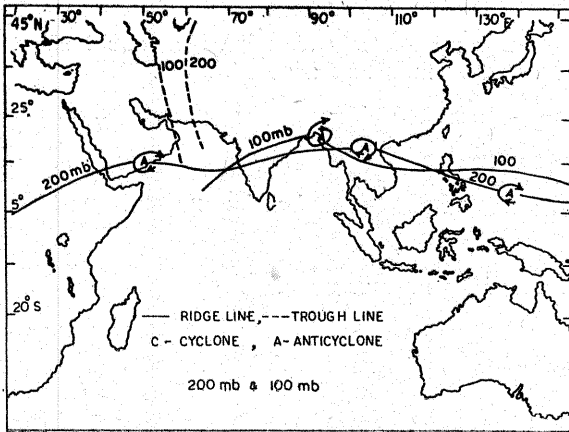 45°N 30° 50° 70° 90° 110° 130°E
100 200
25°
100mb
200mb A A
100
200 A
5°
20°S
— RIDGE LINE, --- TROUGH LINE
C - CYCLONE , A- ANTICYCLONE
200 mb & 100 mb